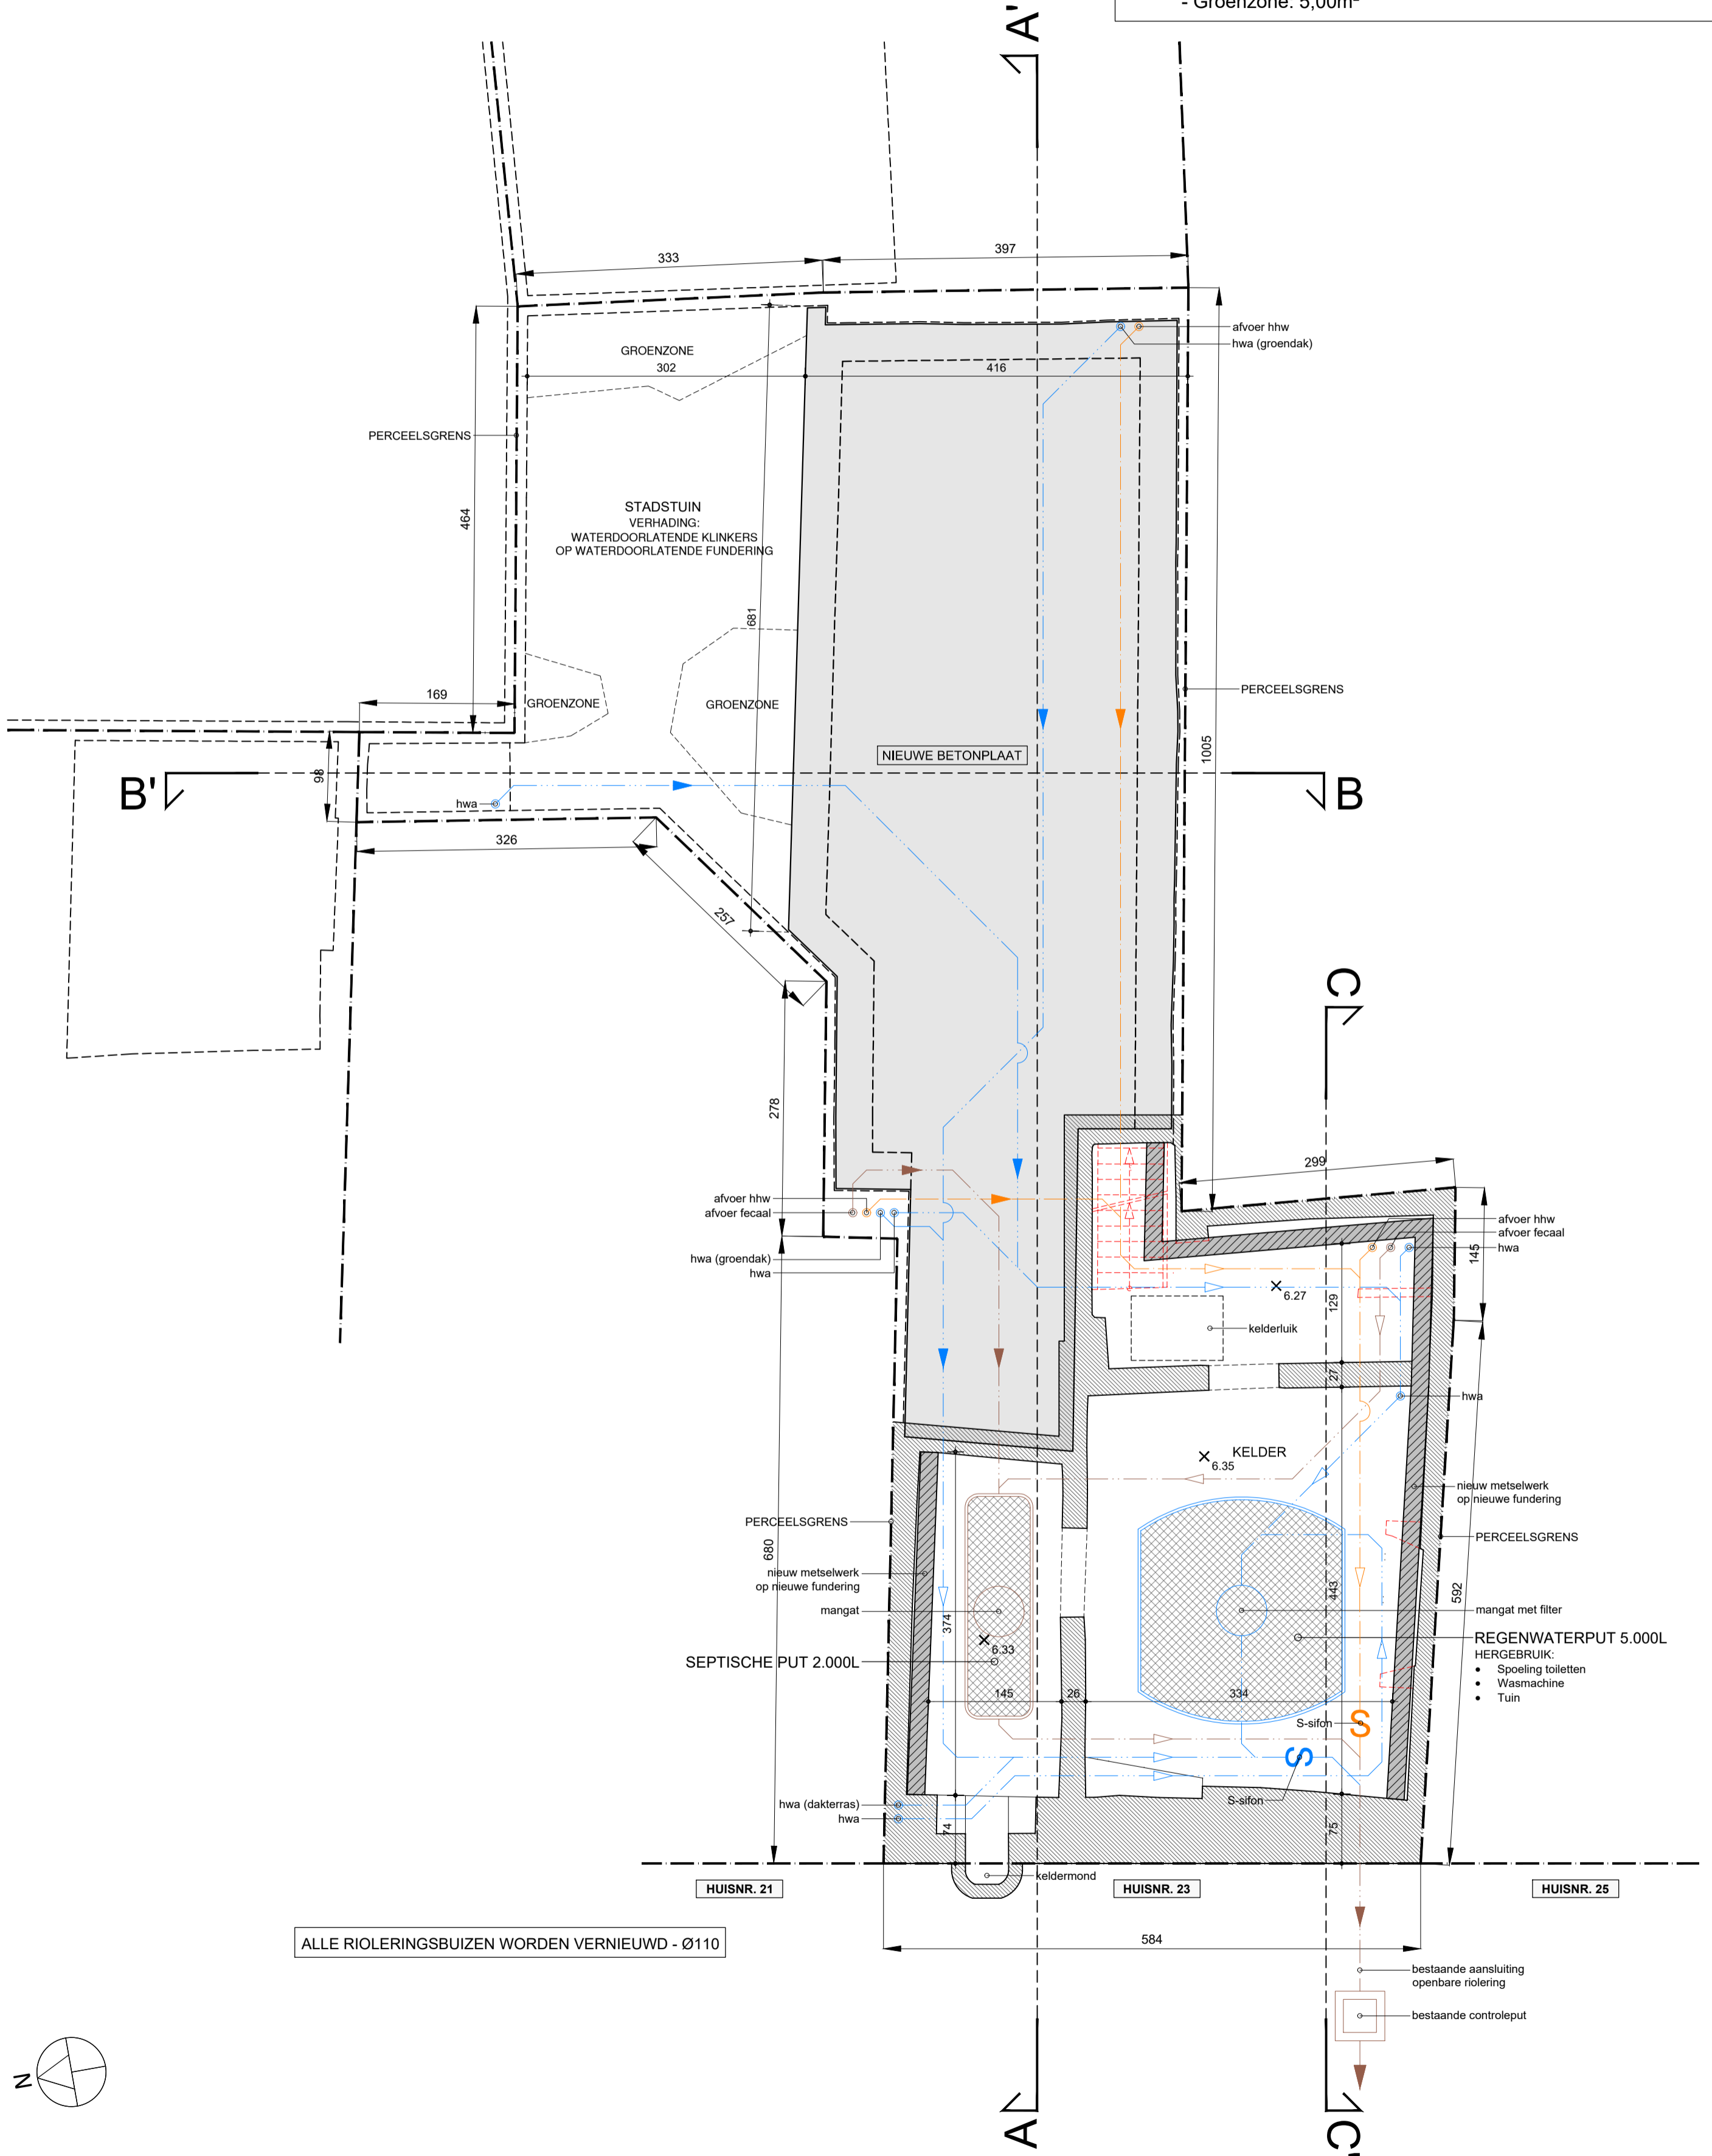 - Groenzone: 5,00m²
A'
333
397
afvoer hhw
hwa (groendak)
GROENZONE
302
416
PERCEELSGRENS
464
STADSTUIN
VERHADING:
WATERDOORLATENDE KLINKERS
OP WATERDOORLATENDE FUNDERING
681
169
GROENZONE
GROENZONE
PERCEELSGRENS
1005
NIEUWE BETONPLAAT
98
B'
B
hwa
326
257
C
278
299
afvoer hhw
afvoer fecaal
hwa (groendak)
hwa
afvoer hhw
afvoer fecaal
hwa
145
6.27
129
kelderluik
27
hwa
KELDER
6.35
nieuw metselwerk
op nieuwe fundering
PERCEELSGRENS
PERCEELSGRENS
680
nieuw metselwerk
op nieuwe fundering
mangat
374
443
592
mangat met filter
6.33
SEPTISCHE PUT 2.000L
REGENWATERPUT 5.000L
HERGEBRUIK:
• Spoeling toiletten
• Wasmachine
• Tuin
145
26
334
S-sifon
S
S
S-sifon
hwa (dakterras)
hwa
74
75
keldermond
HUISNR. 21
HUISNR. 23
HUISNR. 25
ALLE RIOLERINGSBUIZEN WORDEN VERNIEUWD - Ø110
584
bestaande aansluiting
openbare riolering
bestaande controleput
N
A
C'